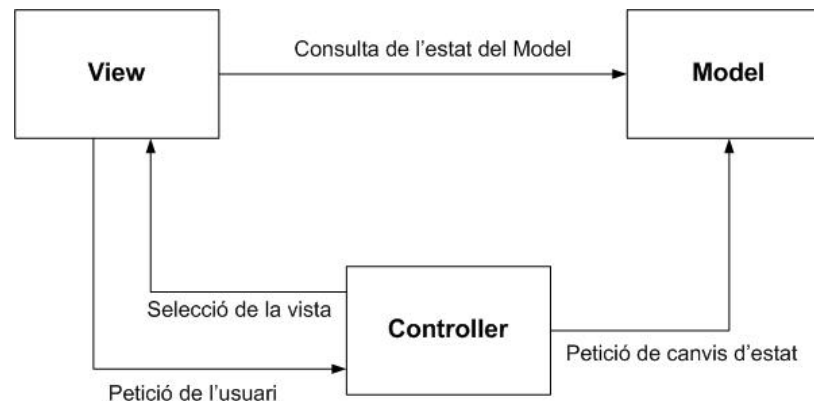 Consulta de l'estat del Model
View
Model
Selecció de la vista
Controller
Petició de canvis d'estat
Petició de l'usuari